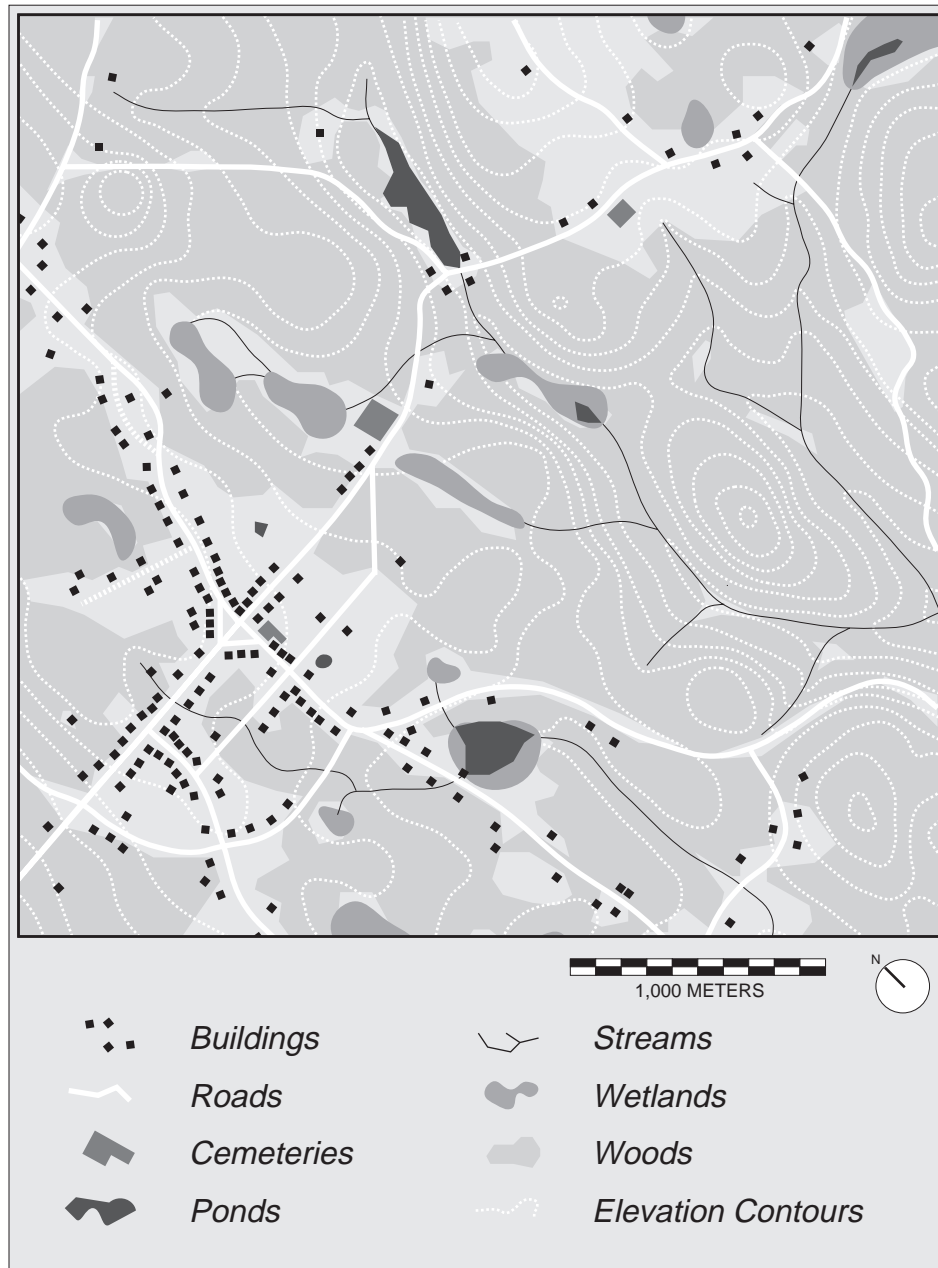 N
1,000 METERS
Buildings
Streams
Roads
Wetlands
Cemeteries
Woods
Ponds
Elevation Contours